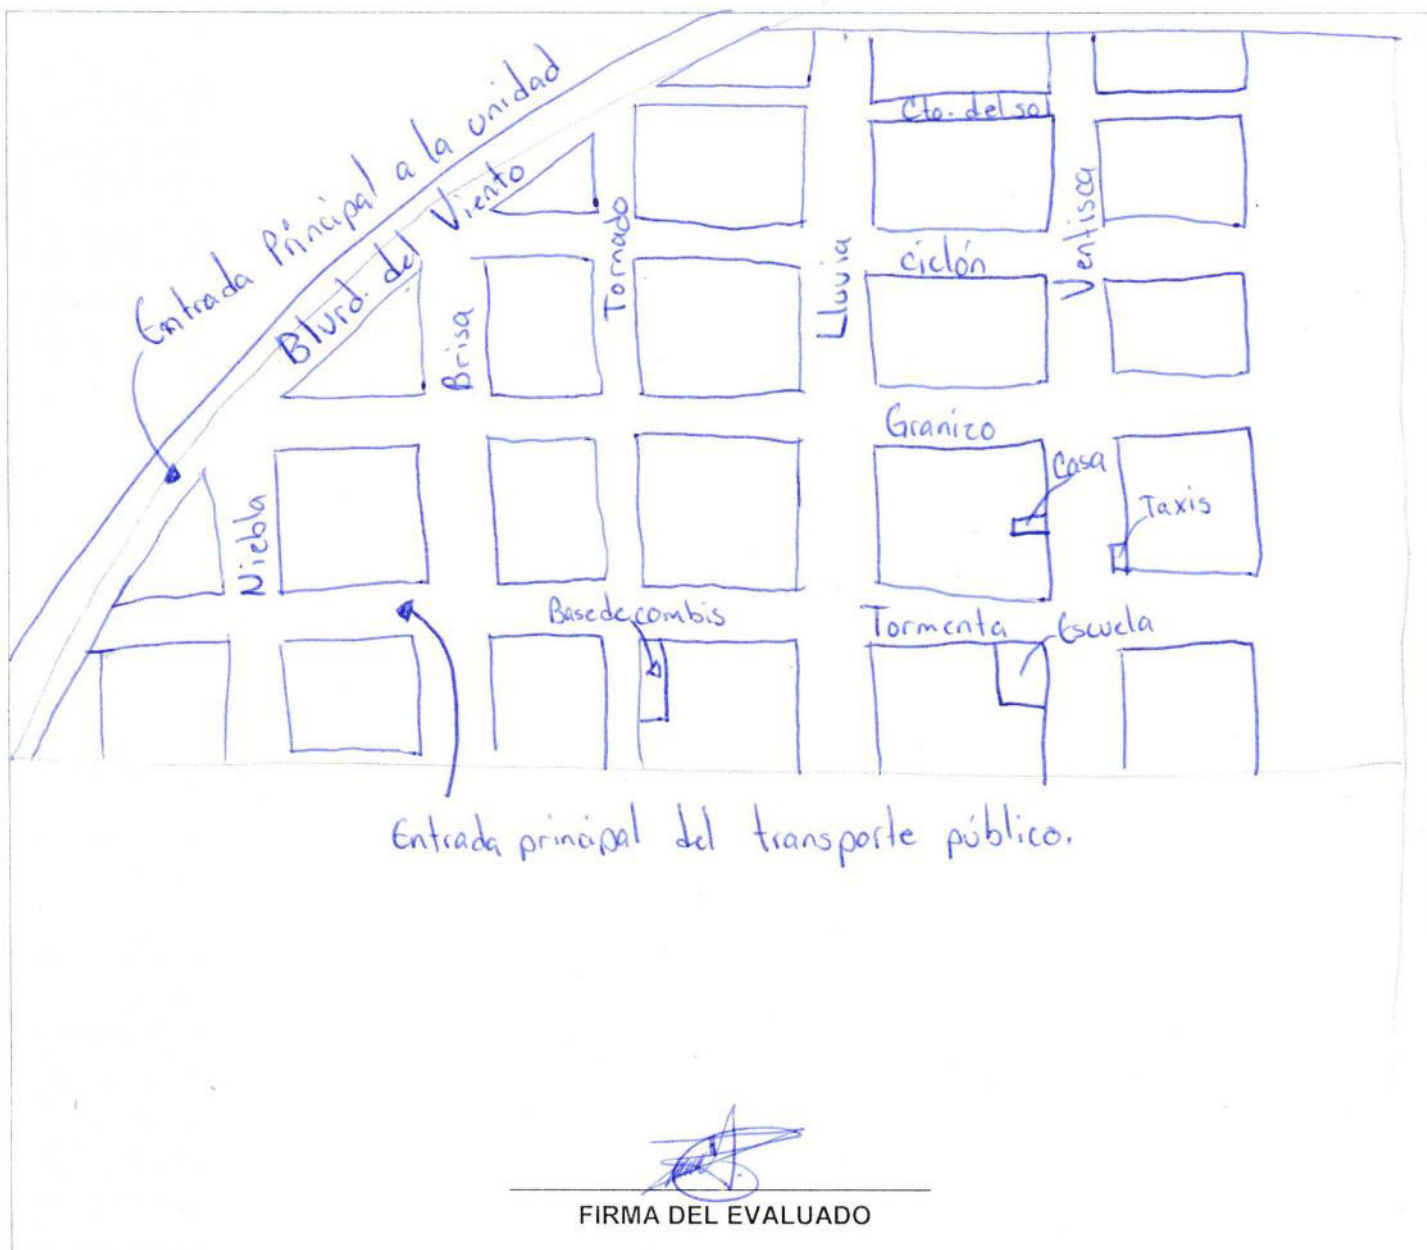 Entrada Principal a la unidad
Blvrd. del Viento
Cto. del sol
Tornado
Lluvia
ciclón
Ventisca
Brisa
Granizo
Casa
Taxis
Niebla
Base de combis
Tormenta
Escuela
Entrada principal del transporte público.
FIRMA DEL EVALUADO